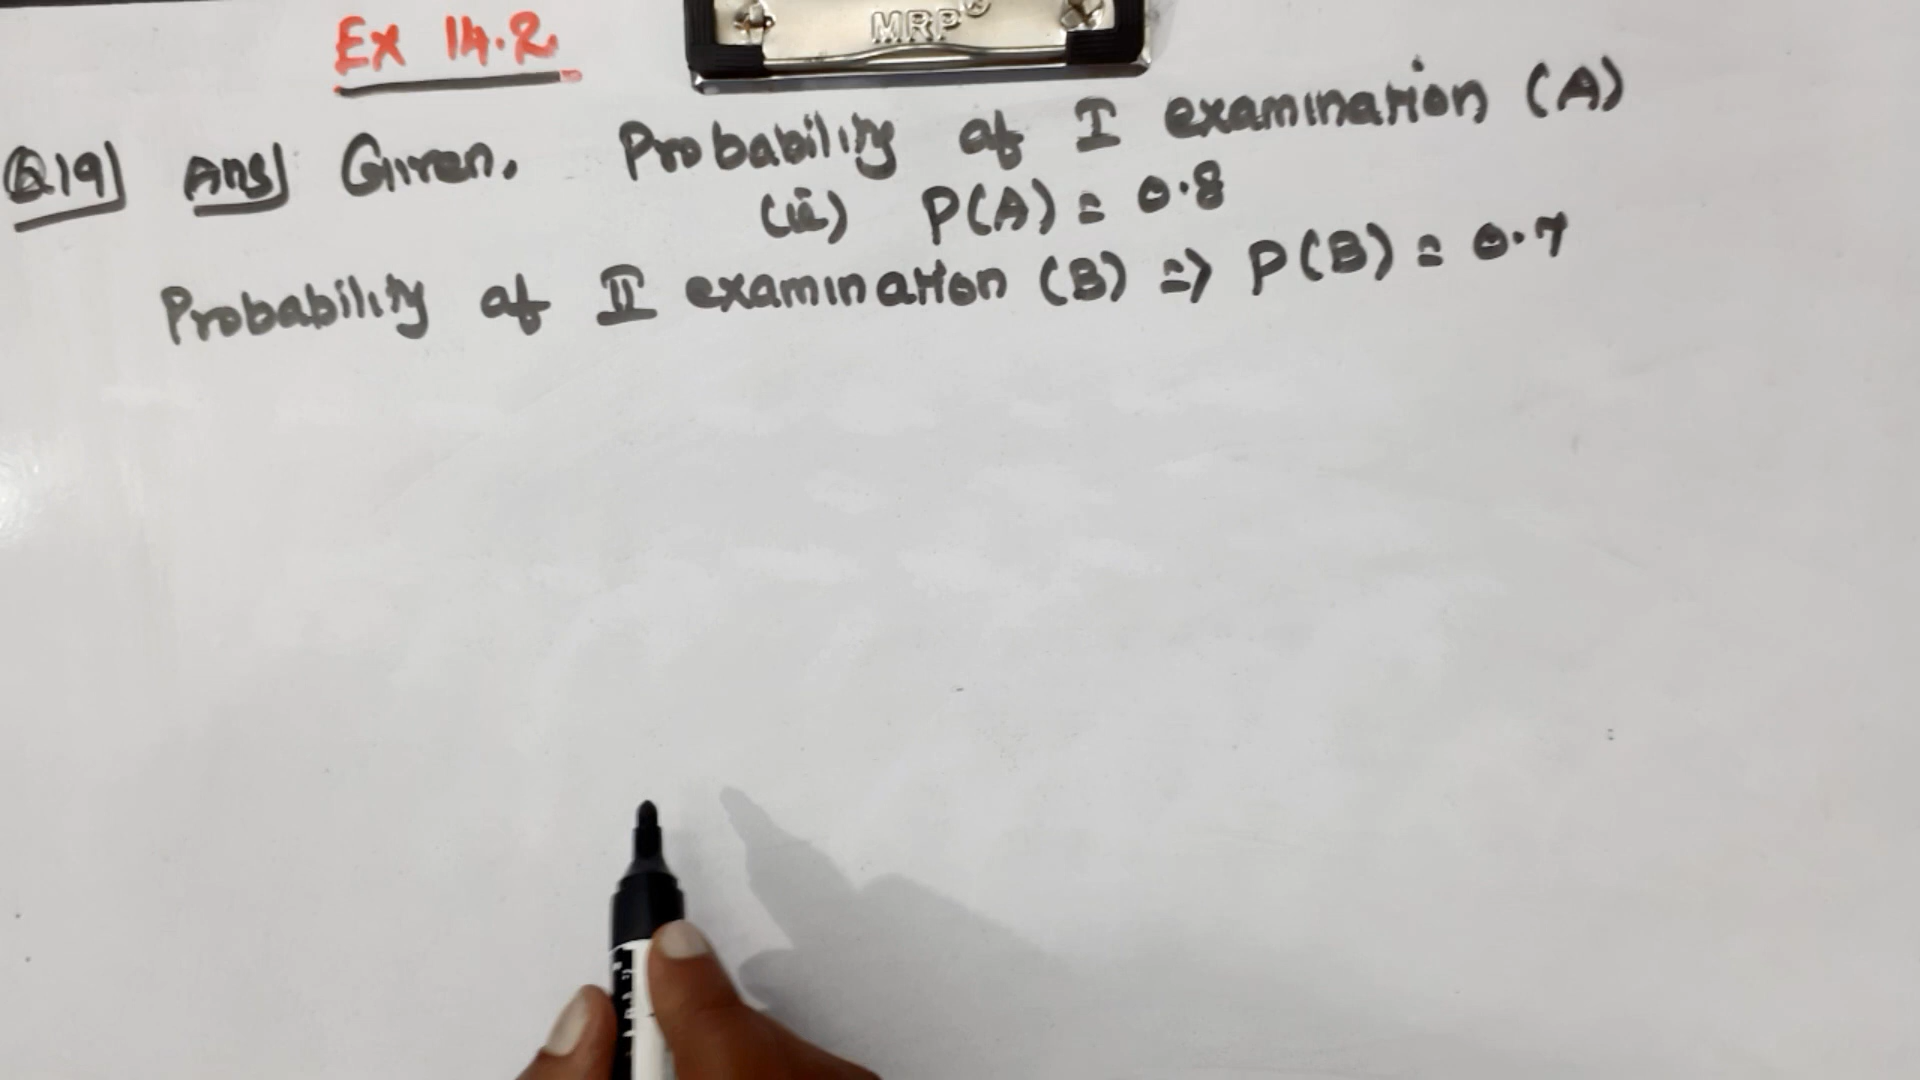 MRP®
Ex 14.2
Q19) Ans) Given. Probability of I examination (A)
(ie) P(A) = 0.8
Probability of II examination (B) => P(B) = 0.7